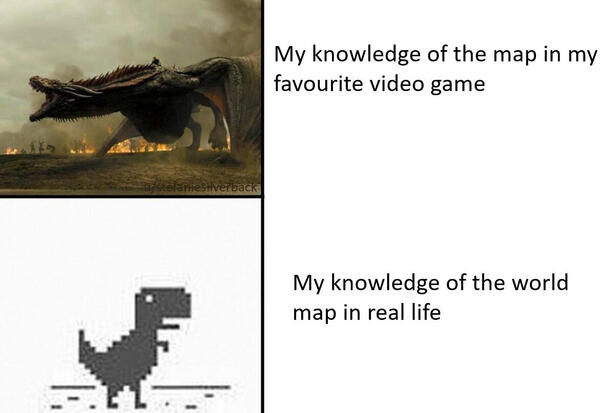 My knowledge of the map in my
favourite video game
u/stefaniesilverback
My knowledge of the world
map in real life